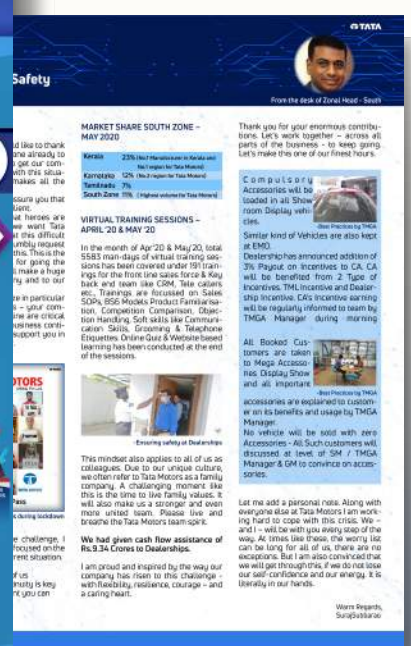 TATA
Safety
From the desk of Zonal Head - South
d like to thank
one already to
get our com-
with this situa-
makes all the
ssure you that
tient.
at heroes are
we want Tata
t this difficult
umbly request
this. This is the
for going the
l make a huge
ny and to our
re in particular
- your com-
ine are critical
usiness conti-
support you in
OTORS
s during lockdown
e challenge, I
focused on the
rrent situation.
of us
inuity is key
nt you can
MARKET SHARE SOUTH ZONE –
MAY 2020
Kerala 23% (No.1 Manufacturer in Kerala and
No.1 region for Tata Motors)
Karnataka 12% (No.2 region for Tata Motors)
Tamilnadu 7%
South Zone 11% (Highest volume for Tata Motors)
VIRTUAL TRAINING SESSIONS –
APRIL '20 & MAY '20
In the month of Apr'20 & May'20, total
5583 man-days of virtual training ses-
sions has been covered under 191 train-
ings for the front line sales force & Key
back end team like CRM, Tele callers
etc., Trainings are focussed on Sales
SOPs, BS6 Models Product Familiarisa-
tion, Competition Comparison, Objec-
tion Handling, Soft skills like Communi-
cation Skills, Grooming & Telephone
Etiquettes. Online Quiz & Website based
learning has been conducted at the end
of the sessions.
-Ensuring safety at Dealerships
This mindset also applies to all of us as
colleagues. Due to our unique culture,
we often refer to Tata Motors as a family
company. A challenging moment like
this is the time to live family values. It
will also make us a stronger and even
more united team. Please live and
breathe the Tata Motors team spirit.
We had given cash flow assistance of
Rs.9.34 Crores to Dealerships.
I am proud and inspired by the way our
company has risen to this challenge -
with flexibility, resilience, courage – and
a caring heart.
Thank you for your enormous contribu-
tions. Let's work together – across all
parts of the business - to keep going.
Let's make this one of our finest hours.
Compulsory
Accessories will be
loaded in all Show
room Display vehi-
cles.
-Best Practices by TMGA
Similar kind of Vehicles are also kept
at EMO.
Dealership has announced addition of
3% Payout on Incentives to CA. CA
will be benefited from 2 Type of
Incentives. TML Incentive and Dealer-
ship Incentive. CA's Incentive earning
will be regularly informed to team by
TMGA Manager during morning
All Booked Cus-
tomers are taken
to Mega Accesso-
ries Display Show
and all important
-Best Practices by TMGA
accessories are explained to custom-
er on its benefits and usage by TMGA
Manager.
No vehicle will be sold with zero
Accessories - All Such customers will
discussed at level of SM / TMGA
Manager & GM to convince on acces-
sories.
Let me add a personal note. Along with
everyone else at Tata Motors I am work-
ing hard to cope with this crisis. We –
and I – will be with you every step of the
way. At times like these, the worry list
can be long for all of us, there are no
exceptions. But I am also convinced that
we will get through this, if we do not lose
our self-confidence and our energy. It is
literally in our hands.
Warm Regards,
SurajSubbarao